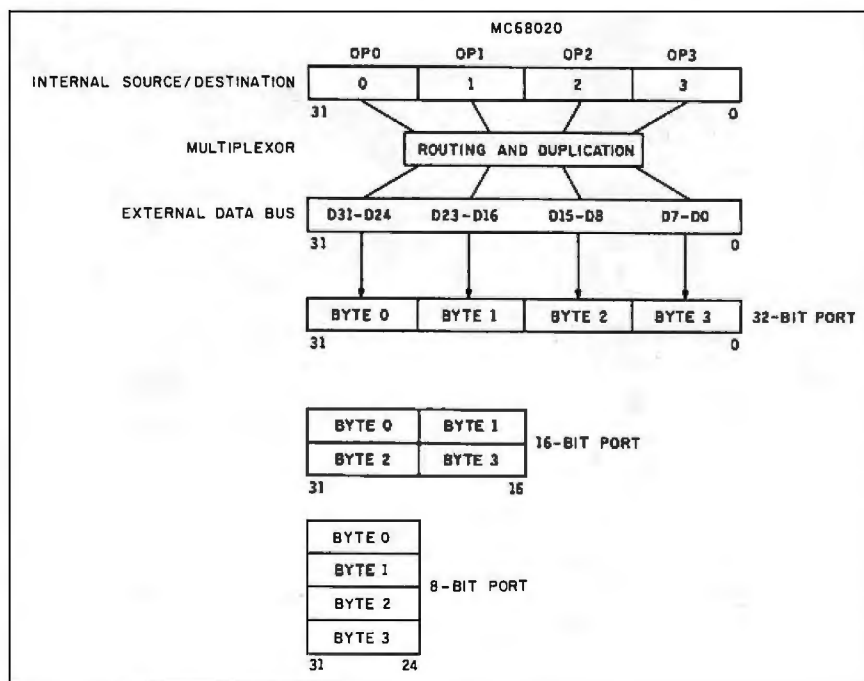 MC68020
OP0 OP1 OP2 OP3
INTERNAL SOURCE/DESTINATION 0 1 2 3
31 0
MULTIPLEXOR ROUTING AND DUPLICATION
EXTERNAL DATA BUS D31-D24 D23-D16 D15-D8 D7-D0
31 0
BYTE 0 BYTE 1 BYTE 2 BYTE 3 32-BIT PORT
31 0
BYTE 0 BYTE 1
16-BIT PORT
BYTE 2 BYTE 3
31 16
BYTE 0
BYTE 1
8-BIT PORT
BYTE 2
BYTE 3
31 24